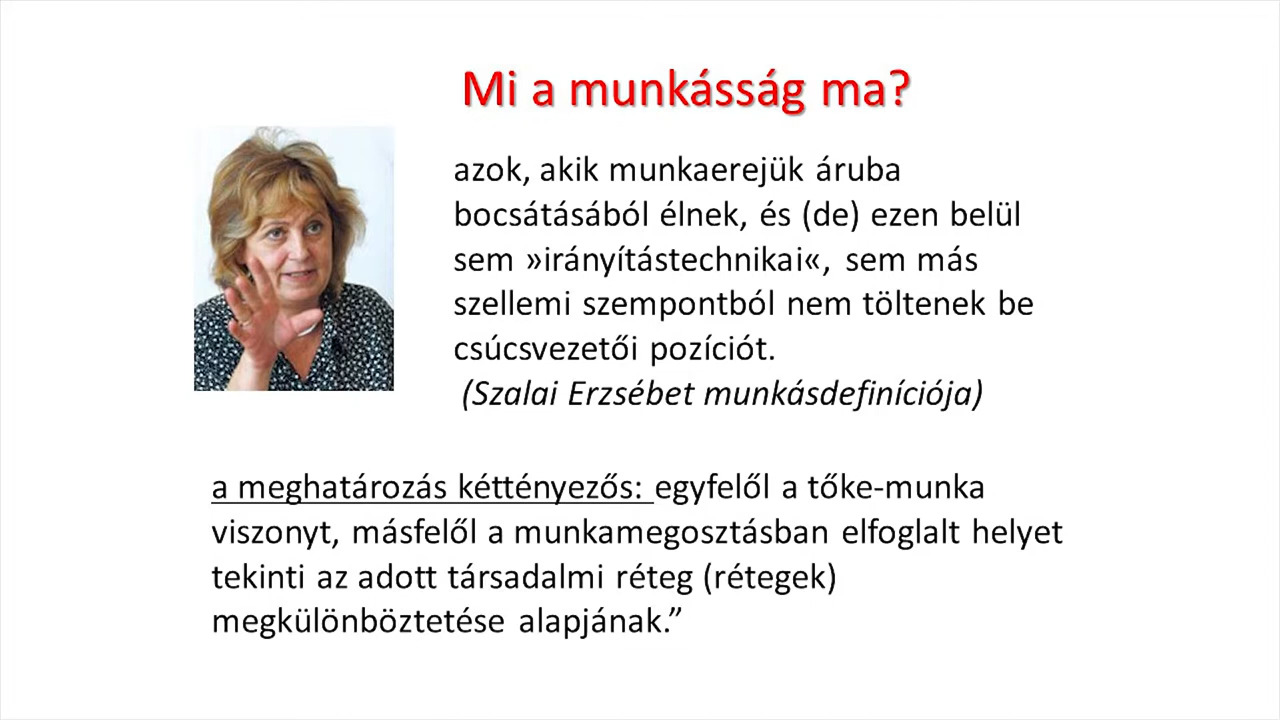 Mi a munkásság ma?
azok, akik munkaerejük áruba
bocsátásából élnek, és (de) ezen belül
sem »irányítástechnikai«, sem más
szellemi szempontból nem töltenek be
csúcsvezetői pozíciót.
(Szalai Erzsébet munkásdefiníciója)
a meghatározás kéttényezős: egyfelől a tőke-munka
viszonyt, másfelől a munkamegosztásban elfoglalt helyet
tekinti az adott társadalmi réteg (rétegek)
megkülönböztetése alapjának.”